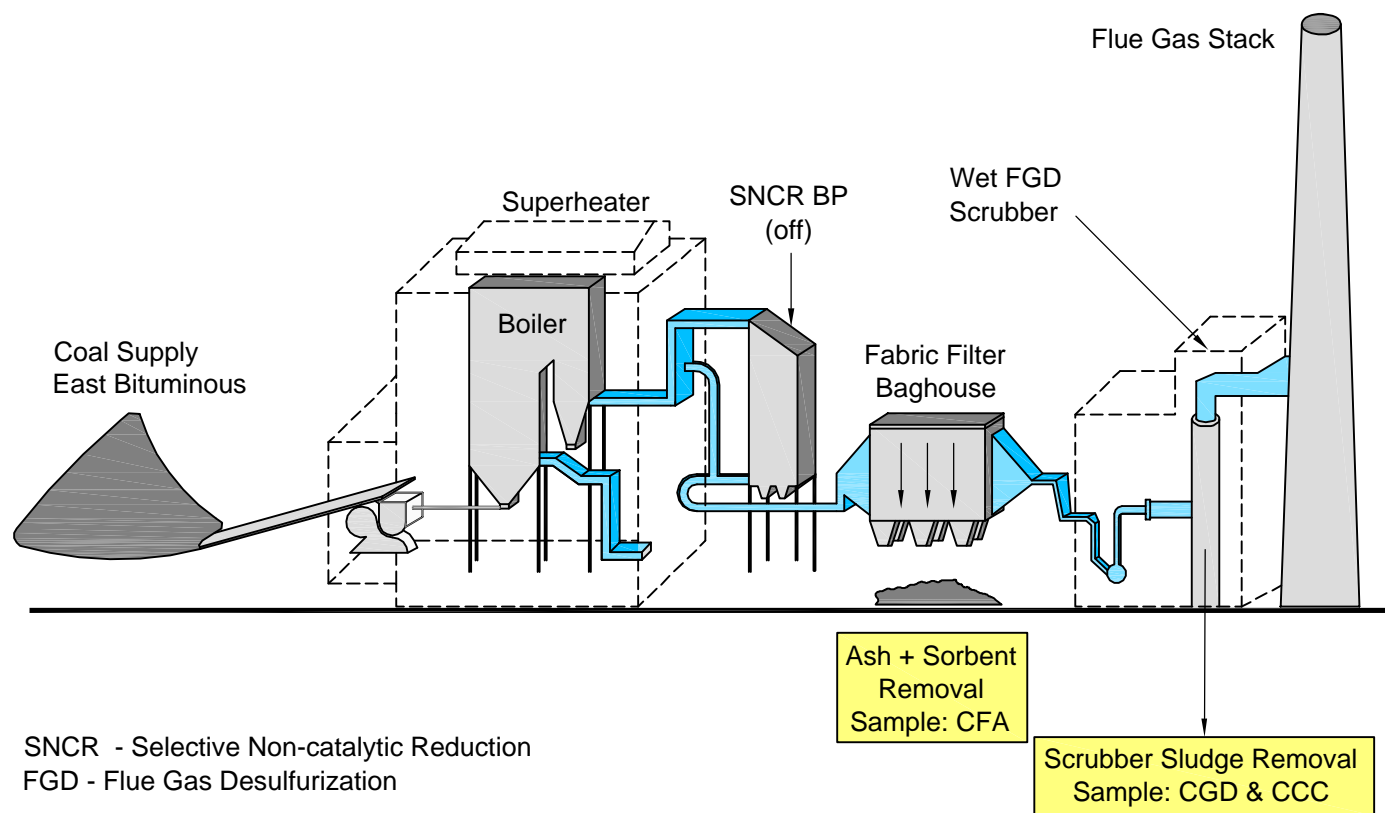 Flue Gas Stack
Wet FGD
Scrubber
SNCR BP
(off)
Superheater
Boiler
Coal Supply
East Bituminous
Fabric Filter
Baghouse
Ash + Sorbent
Removal
Sample: CFA
Scrubber Sludge Removal
Sample: CGD & CCC
SNCR - Selective Non-catalytic Reduction
FGD - Flue Gas Desulfurization